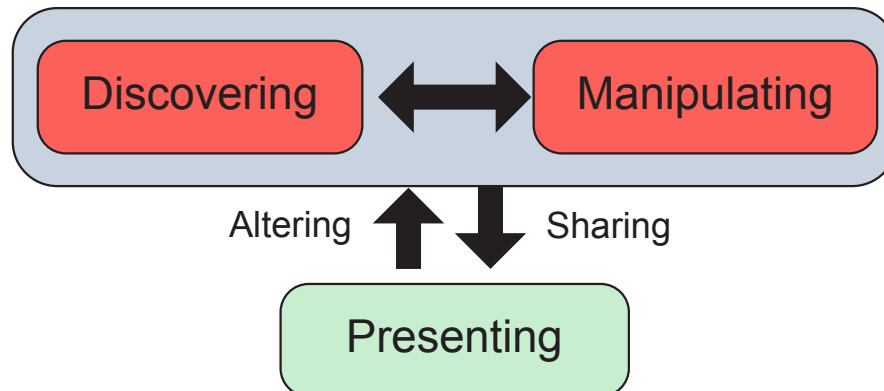 Discovering
Manipulating
Altering
Sharing
Presenting